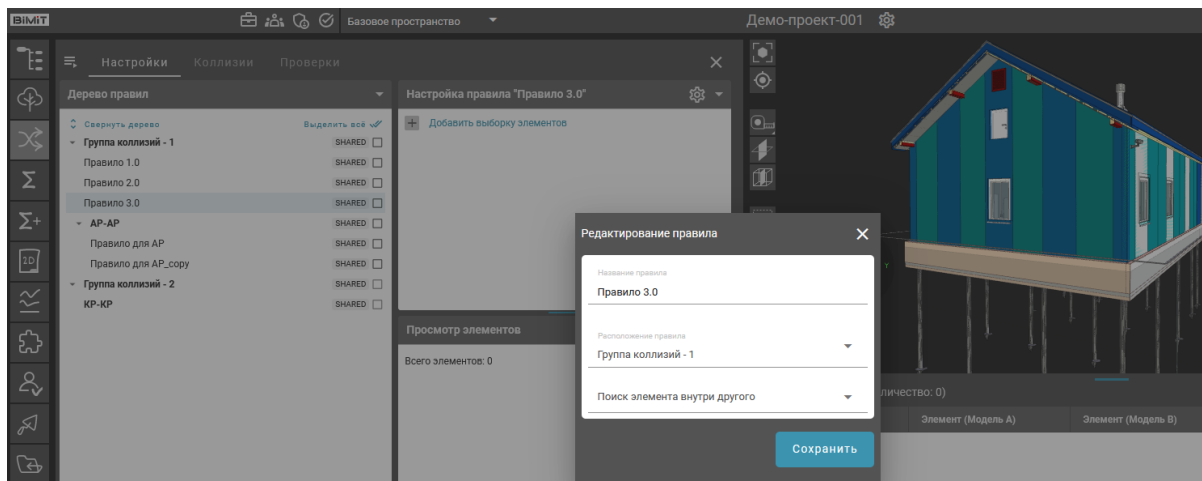 BIMiT
Базовое пространство
Демо-проект-001
Настройки Коллизии Проверки
Дерево правил
Настройка правила "Правило 3.0"
Свернуть дерево Выделить всё
Добавить выборку элементов
Группа коллизий - 1 SHARED
Правило 1.0 SHARED
Правило 2.0 SHARED
Правило 3.0 SHARED
АР-АР SHARED
Правило для АР SHARED
Правило для АР_copy SHARED
Группа коллизий - 2 SHARED
КР-КР SHARED
2D
Просмотр элементов
Всего элементов: 0
Редактирование правила
Название правила
Правило 3.0
Расположение правила
Группа коллизий - 1
Поиск элемента внутри другого
Сохранить
личество: 0)
Элемент (Модель A) Элемент (Модель B)
Y